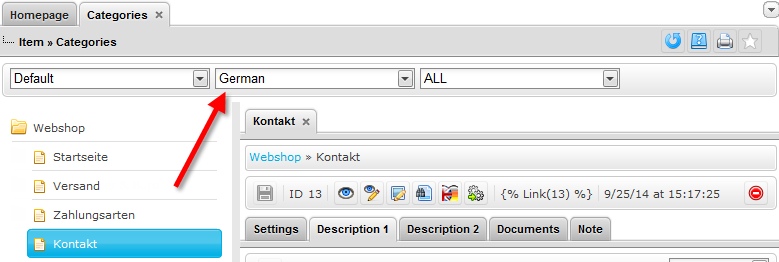 Homepage Categories
Item » Categories
Default German ALL
Webshop
Startseite
Versand
Zahlungsarten
Kontakt
Kontakt
Webshop » Kontakt
ID 13 {% Link(13) %} 9/25/14 at 15:17:25
Settings Description 1 Description 2 Documents Note